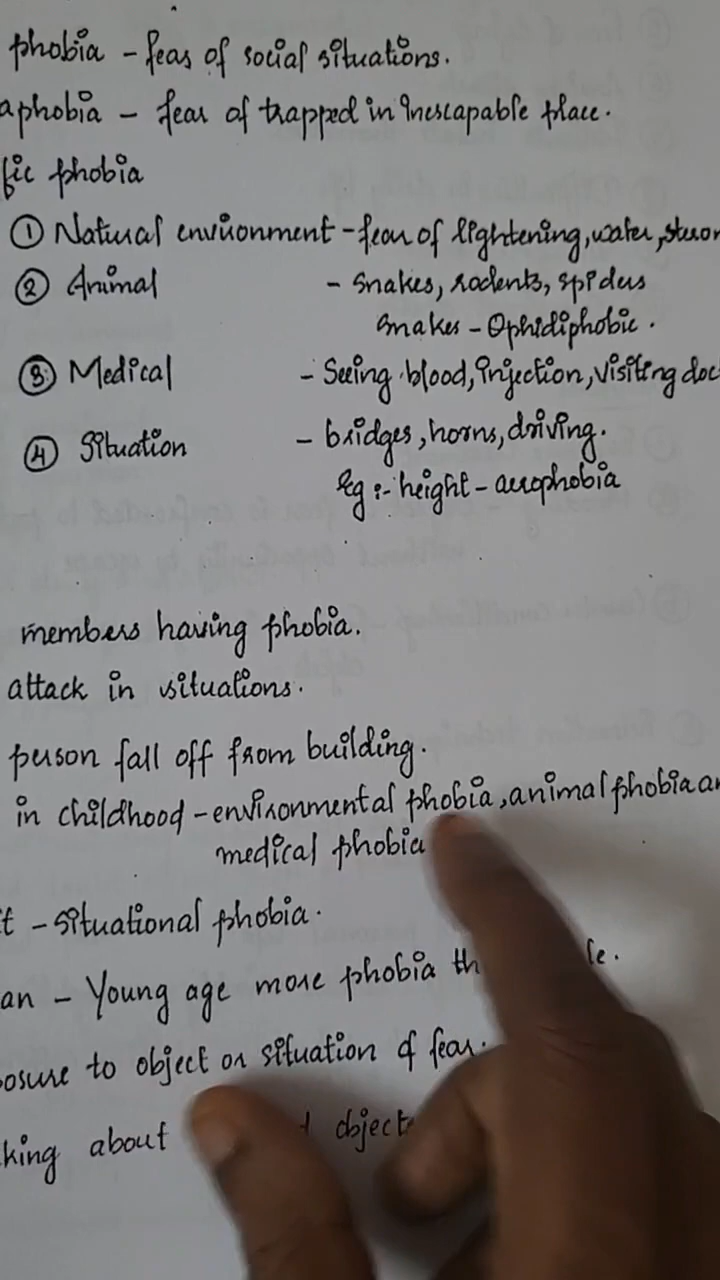 phobia - fear of social situations.
aphobia - fear of trapped in inescapable place.
fic phobia
① Natural environment - fear of lightening, water, stror
② Animal - snakes, rodents, spiders
snakes - Ophidiphobic.
③ Medical - Seeing blood, injection, visiting doc
④ Situation - bridges, horns, driving.
Eg :- height - acrophobia
members having phobia.
attack in situations.
person fall off from building.
in childhood - environmental phobia, animal phobia an
medical phobia
t - situational phobia.
an - Young age more phobia th
osure to object or situation of fear.
king about object